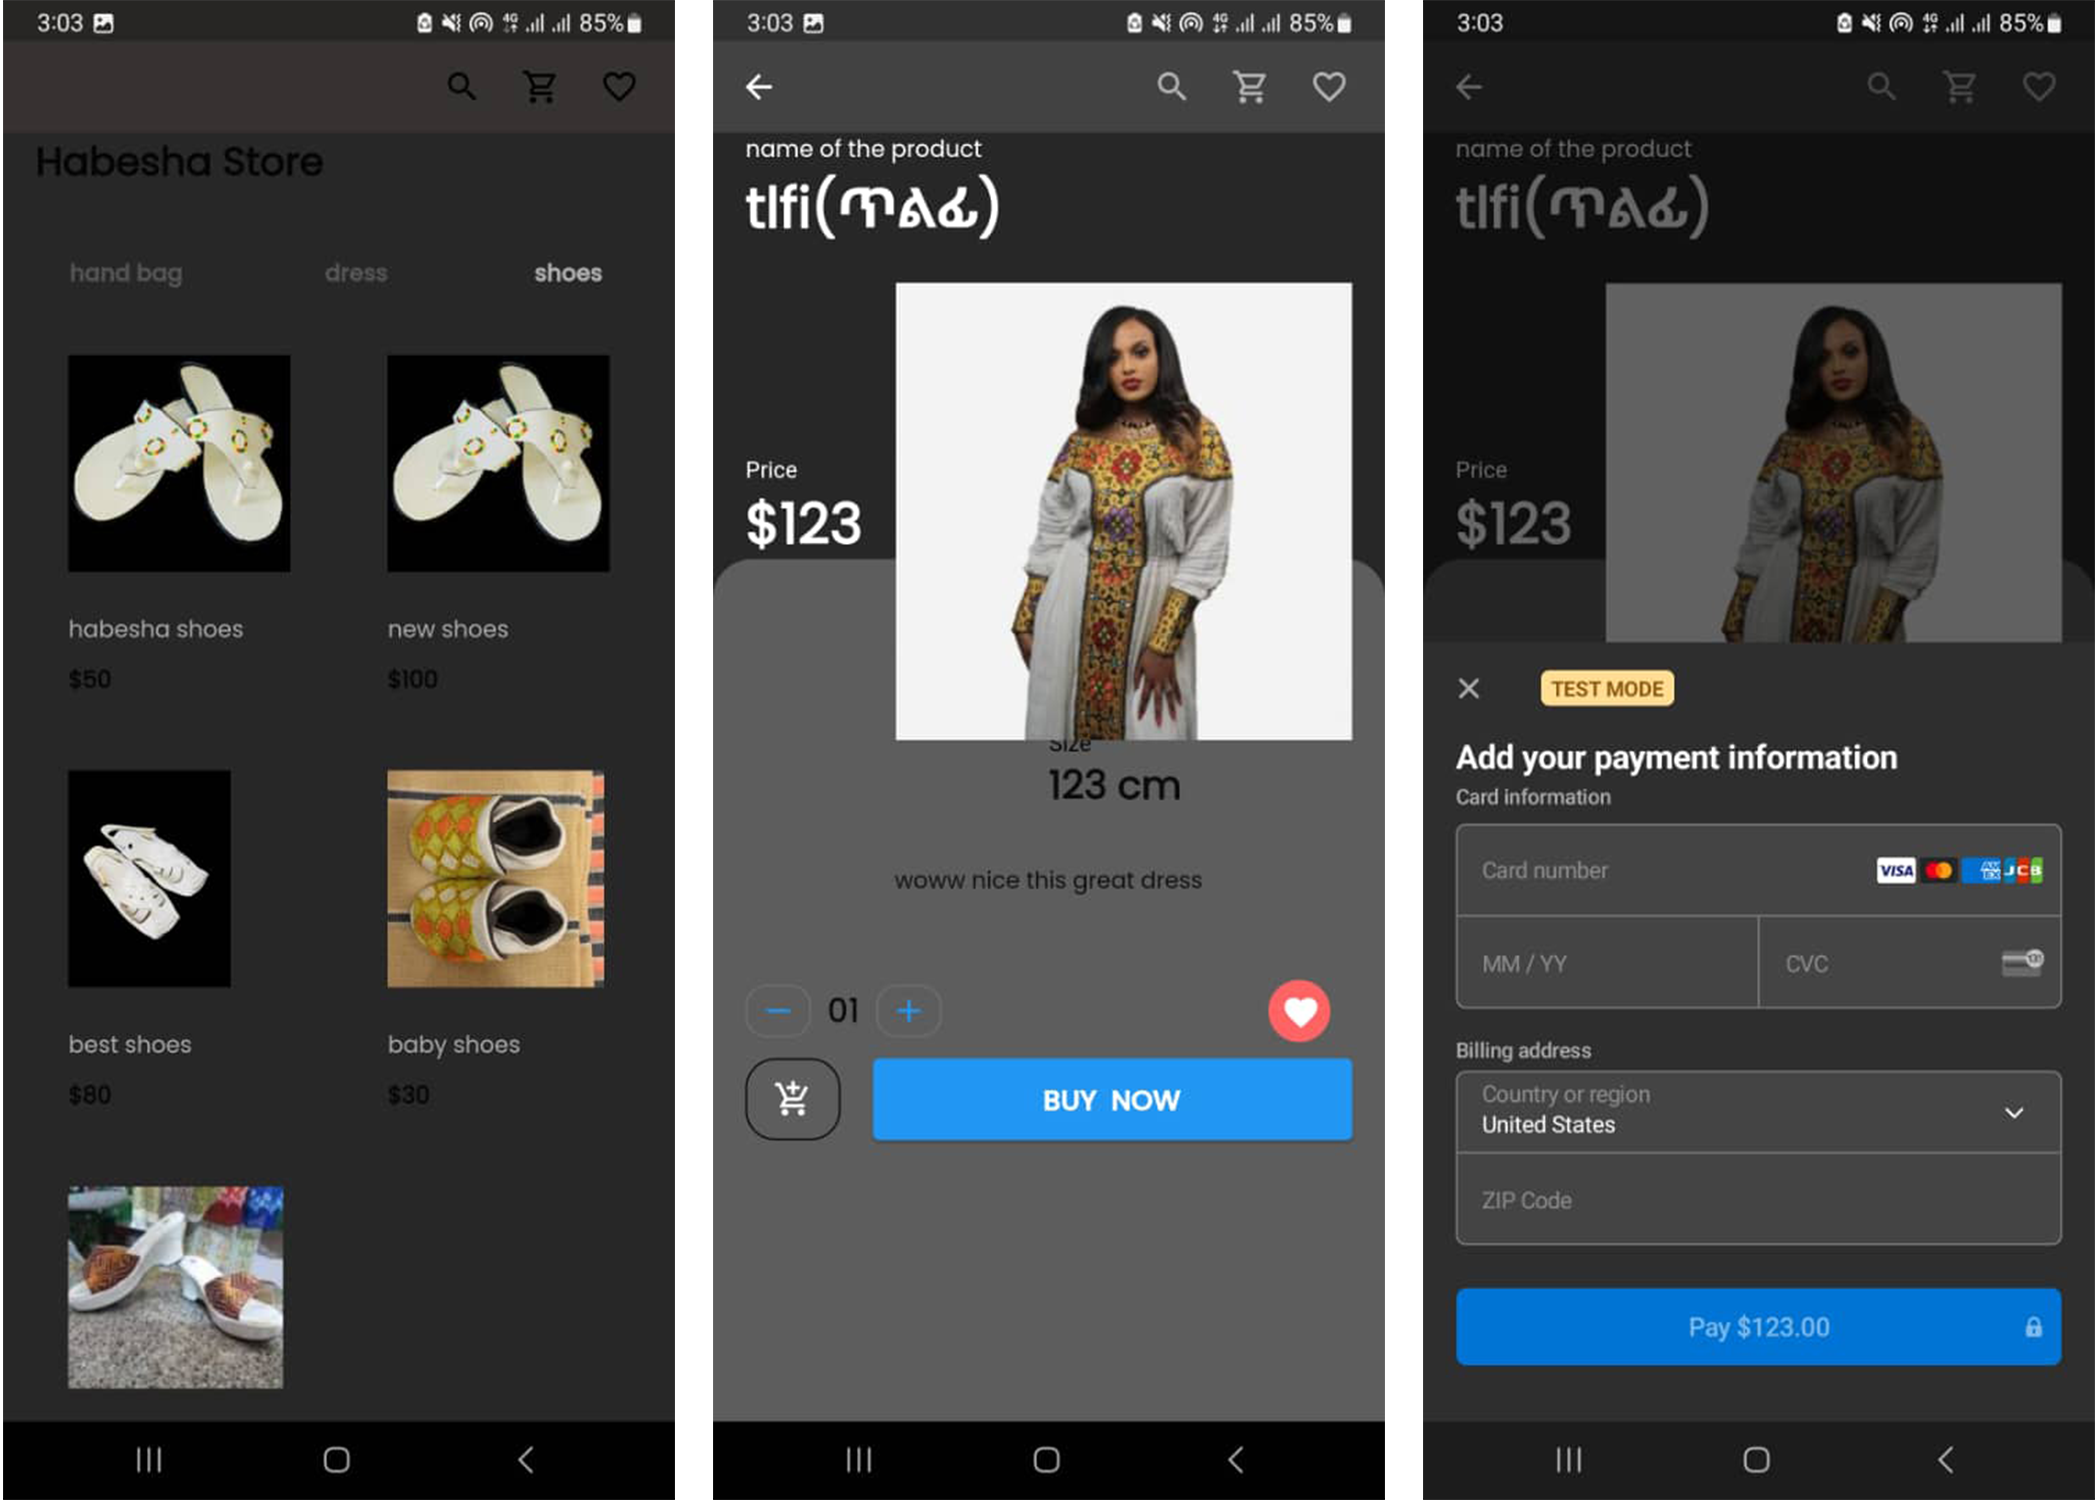 3:03
4G
85%
Habesha Store
hand bag dress shoes
habesha shoes new shoes
$50 $100
best shoes baby shoes
$80 $30
3:03
4G
85%
name of the product
tlfi(ጥልፊ)
Price
$123
Size
123 cm
woww nice this great dress
01
BUY NOW
3:03
4G
85%
name of the product
tlfi(ጥልፊ)
Price
$123
TEST MODE
Add your payment information
Card information
Card number VISA AMEX JCB
MM / YY CVC
Billing address
Country or region
United States
ZIP Code
Pay $123.00